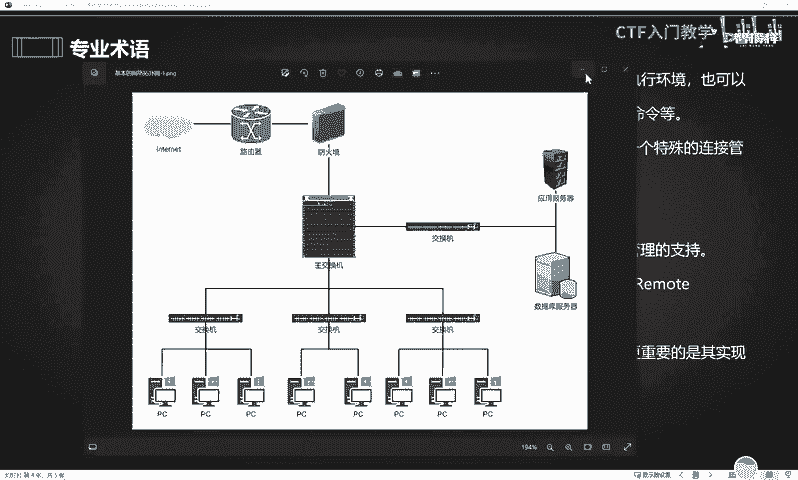 CTF入门教学
专业术语
基本的网络拓扑图-1.png
行环境，也可以
命令等。
个特殊的连接管
管理的支持。
Remote
更重要的是其实现
Internet
路由器
防火墙
应用服务器
交换机
主交换机
数据库服务器
交换机
交换机
交换机
PC
PC
PC
PC
PC
PC
PC
PC
194%